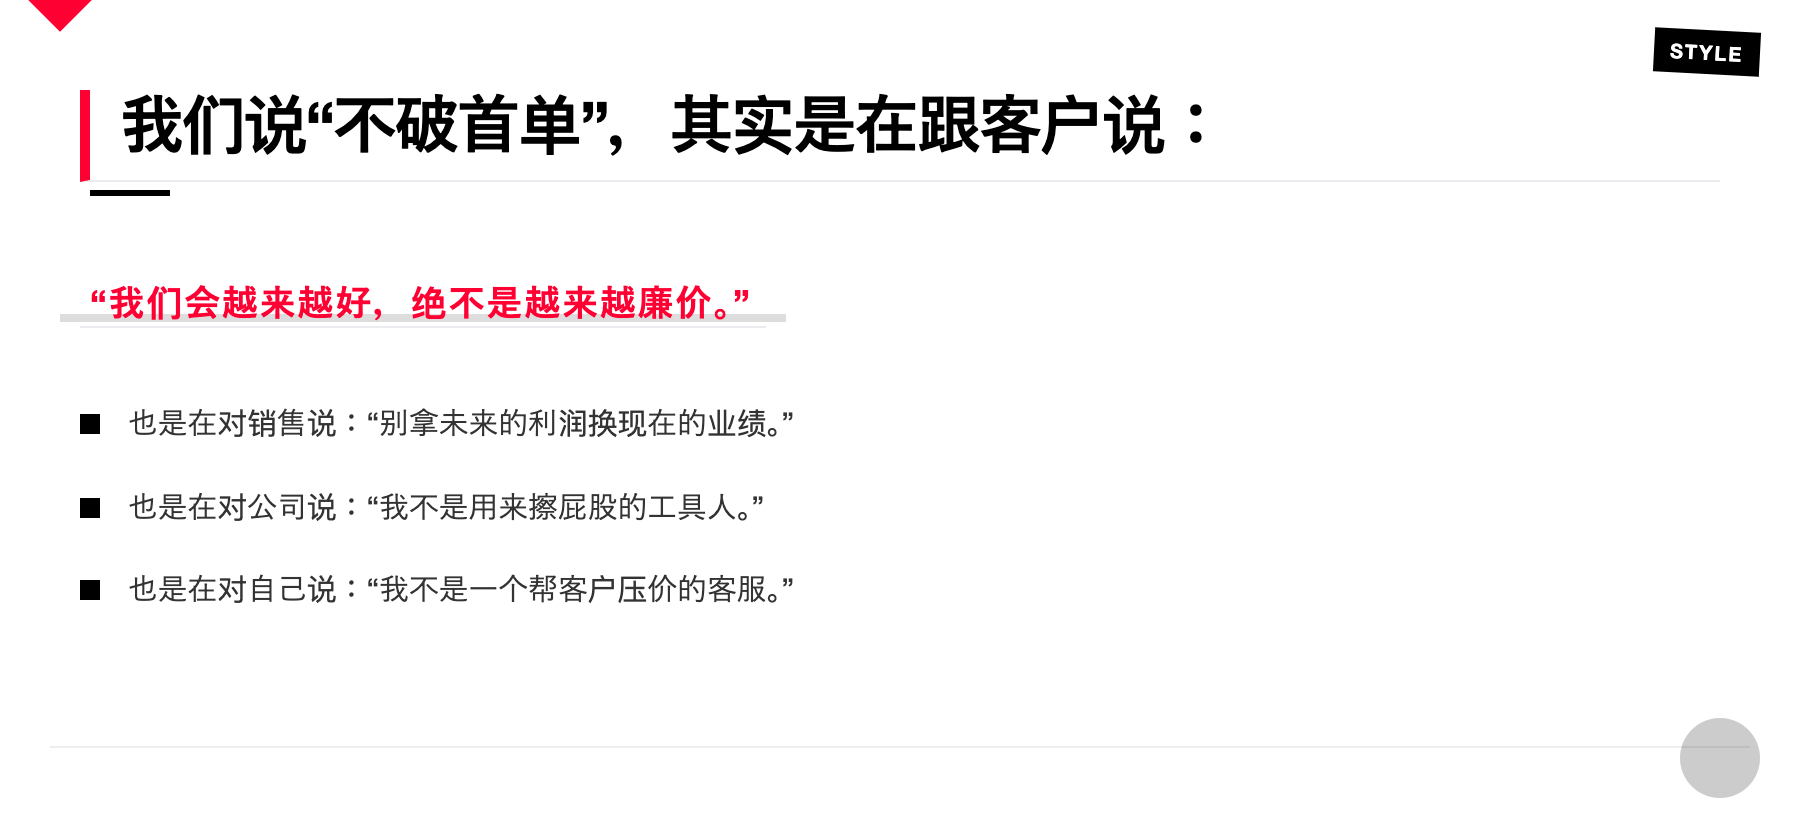 STYLE
我们说“不破首单”，其实是在跟客户说：
“我们会越来越好，绝不是越来越廉价。”
也是在对销售说：“别拿未来的利润换现在的业绩。”
也是在对公司说：“我不是用来擦屁股的工具人。”
也是在对自己说：“我不是一个帮客户压价的客服。”